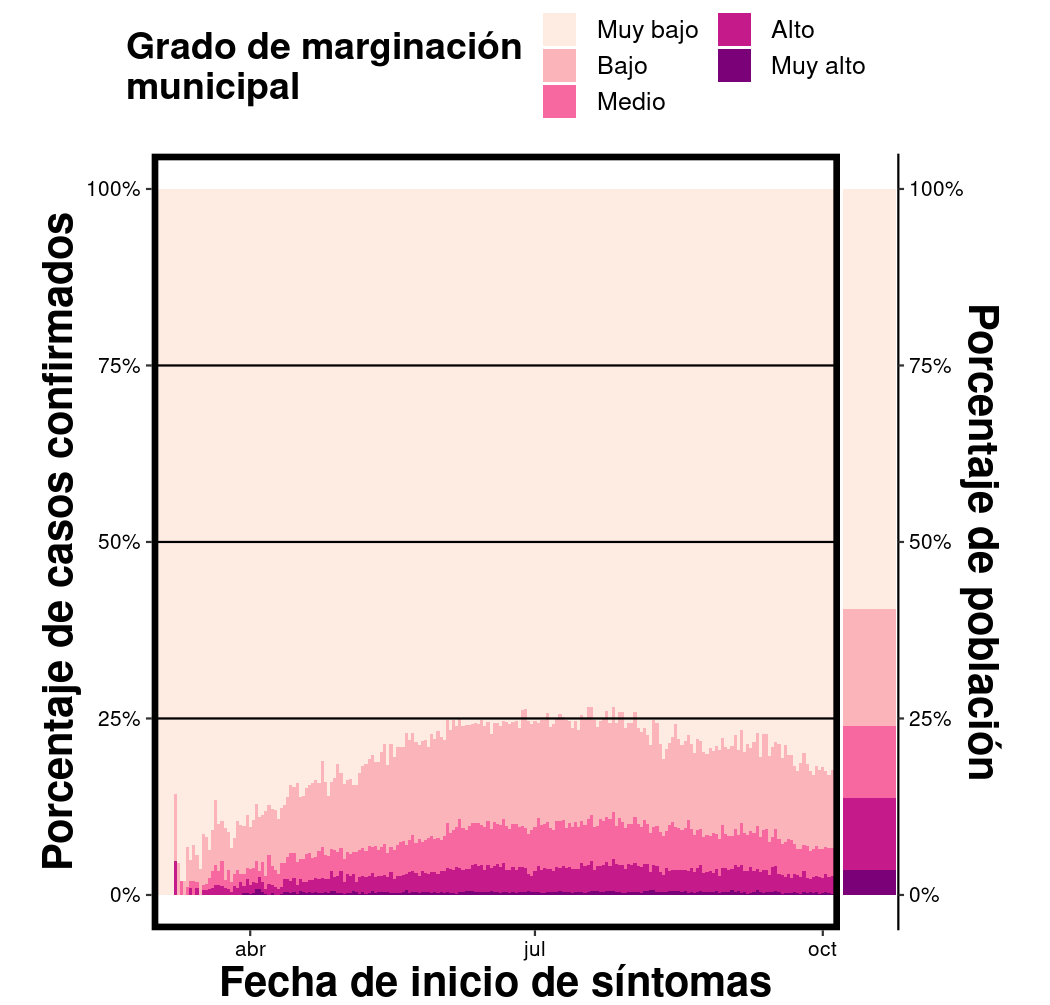 Grado de marginación
municipal
Muy bajo
Bajo
Medio
Alto
Muy alto
Porcentaje de casos confirmados
100%
75%
50%
25%
0%
100%
75%
50%
25%
0%
Porcentaje de población
abr
jul
oct
Fecha de inicio de síntomas